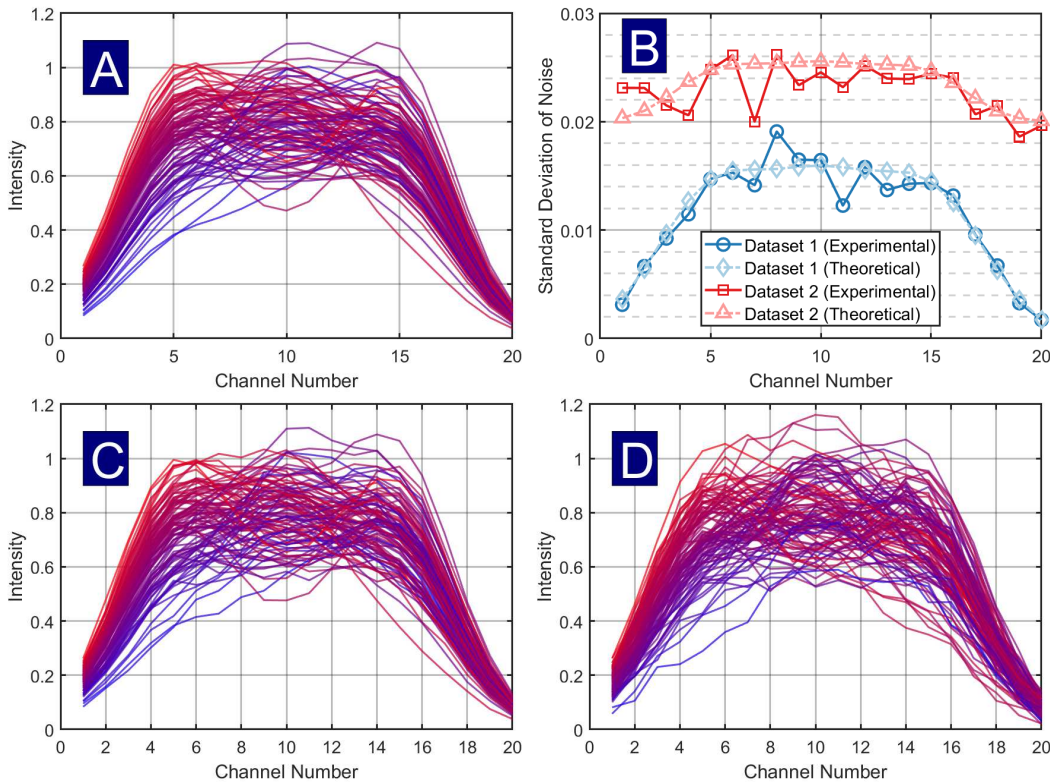 A
1.2
1
0.8
0.6
0.4
0.2
0
Intensity
0 5 10 15 20
Channel Number
B
0.03
0.02
0.01
0
Standard Deviation of Noise
Dataset 1 (Experimental)
Dataset 1 (Theoretical)
Dataset 2 (Experimental)
Dataset 2 (Theoretical)
0 5 10 15 20
Channel Number
C
1.2
1
0.8
0.6
0.4
0.2
0
Intensity
0 2 4 6 8 10 12 14 16 18 20
Channel Number
D
1.2
1
0.8
0.6
0.4
0.2
0
Intensity
0 2 4 6 8 10 12 14 16 18 20
Channel Number